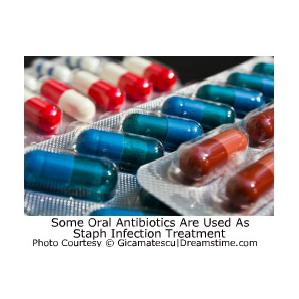 Some Oral Antibiotics Are Used As
Staph Infection Treatment
Photo Courtesy © Gicamatescu|Dreamstime.com